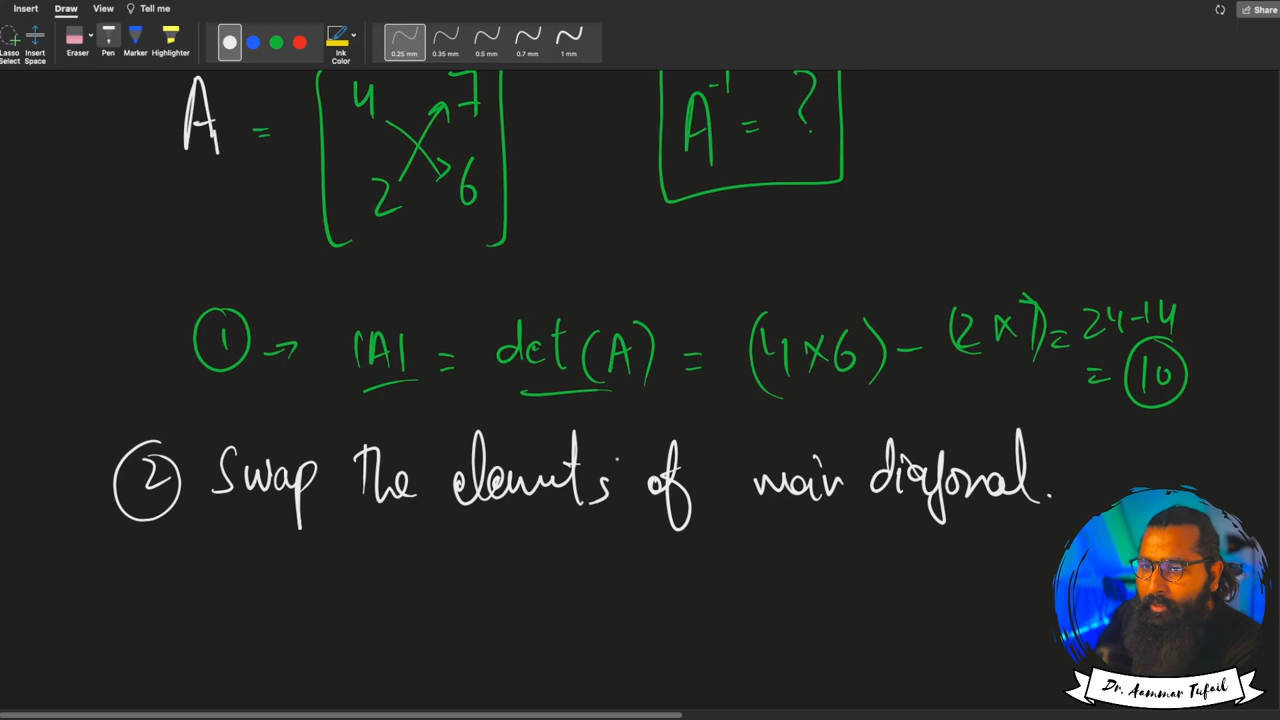 Insert Draw View Tell me
Share
Lasso Select Insert Space Eraser Pen Marker Highlighter Ink Color 0.25 mm 0.35 mm 0.5 mm 0.7 mm 1 mm
A = [4 7
2 6]
A⁻¹ = ?
① → |A| = det(A) = (4×6) - (2×7) = 24-14
= 10
② Swap the elements of main diagonal.
Dr. Aammar Tufail